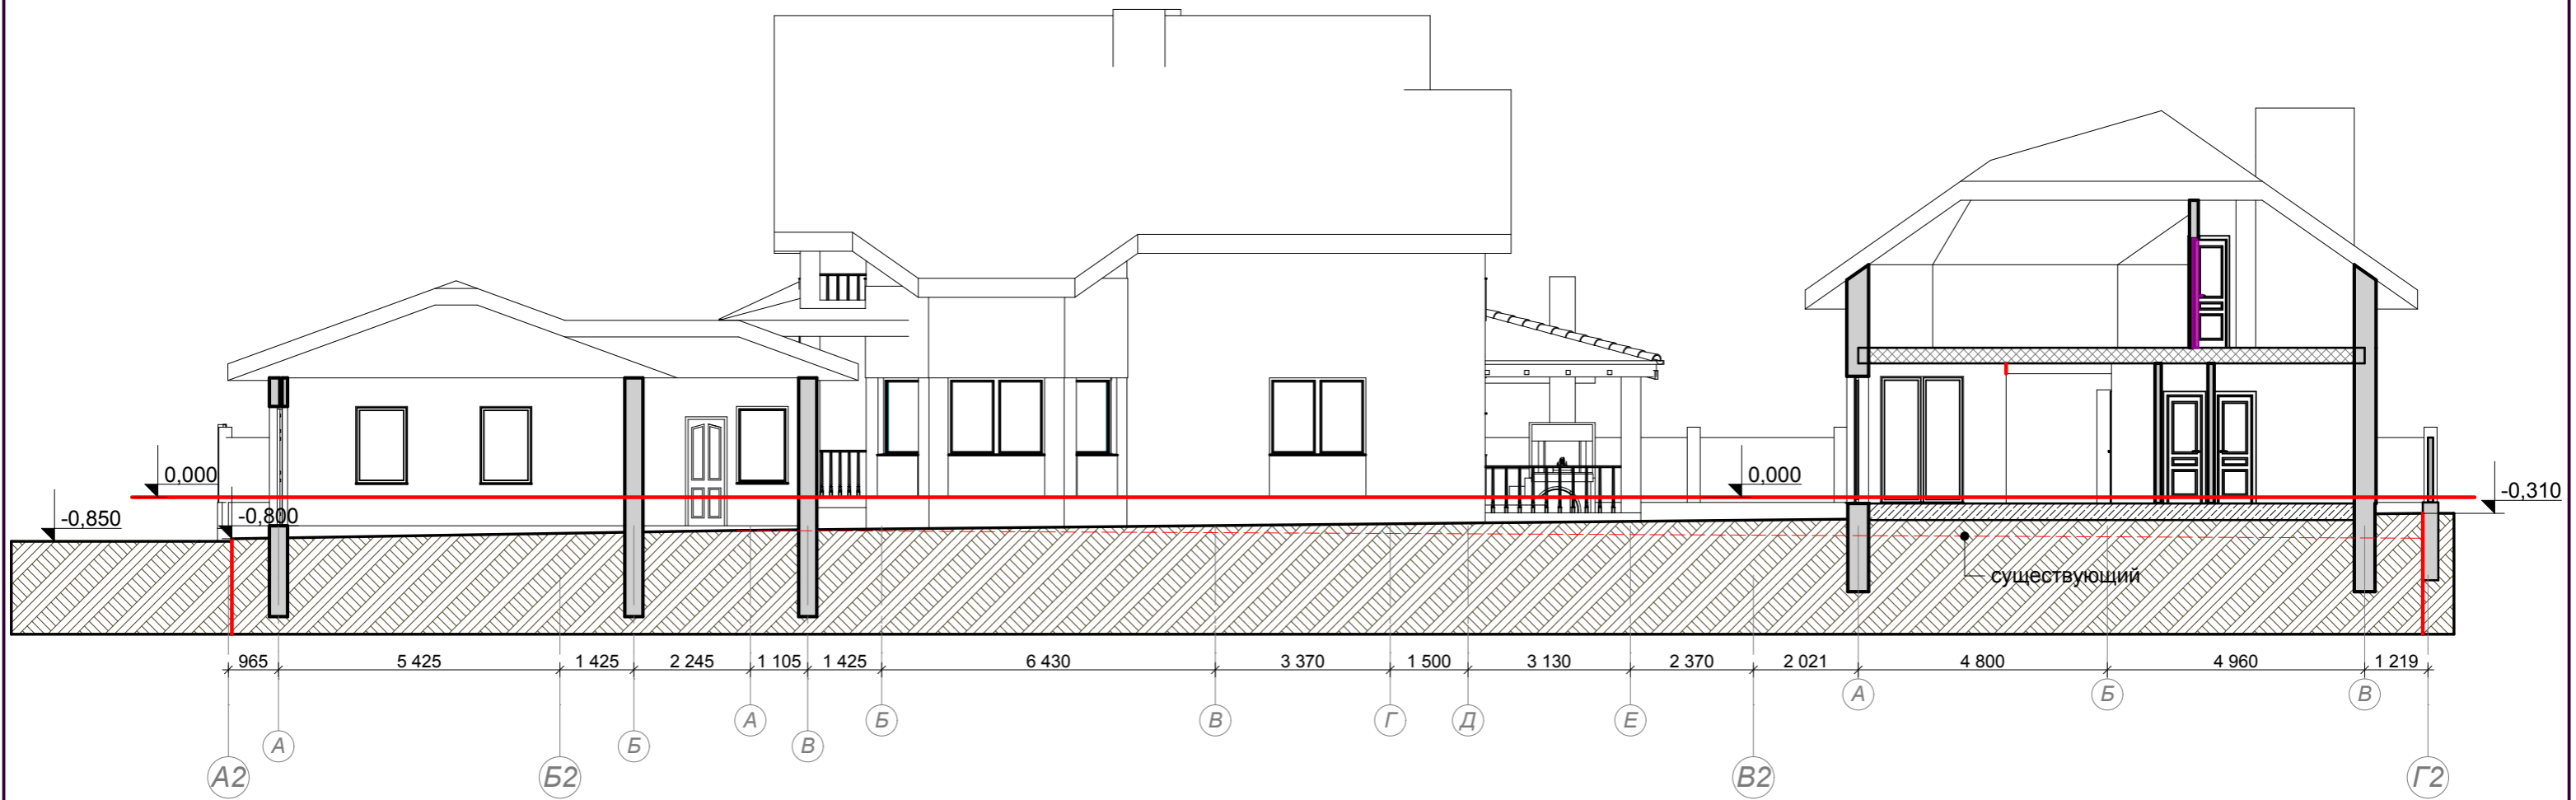 0,000
-0,850
-0,800
0,000
-0,310
существующий
965 5 425 1 425 2 245 1 105 1 425 6 430 3 370 1 500 3 130 2 370 2 021 4 800 4 960 1 219
А Б В
А Б В Г Д Е
А Б В
А2 Б2 В2 Г2